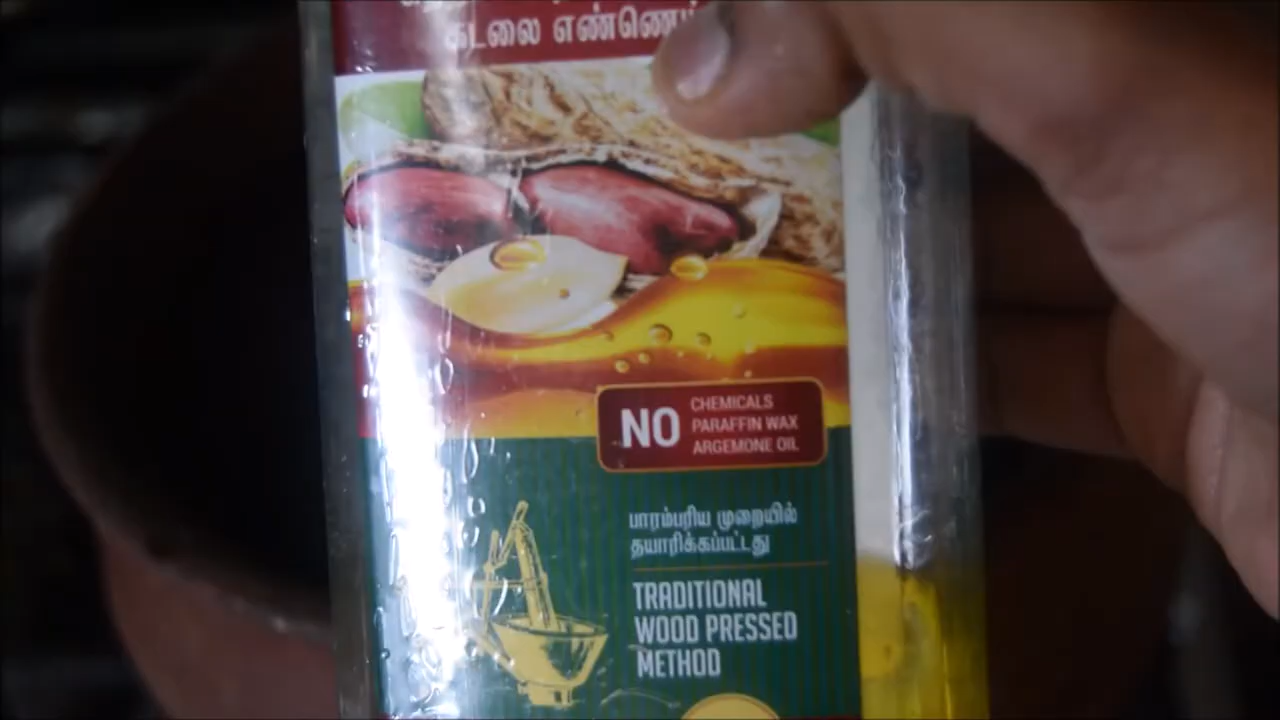 கடலை எண்ணெய்
NO
CHEMICALS
PARAFFIN WAX
ARGEMONE OIL
பாரம்பரிய முறையில்
தயாரிக்கப்பட்டது
TRADITIONAL
WOOD PRESSED
METHOD